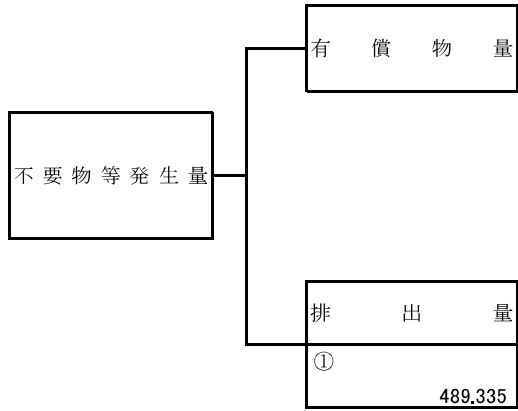 有償物量
不要物等発生量
排出量
①
489.335